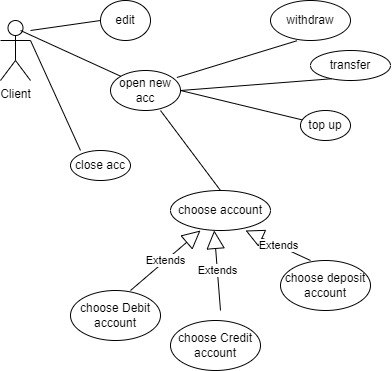 edit
withdraw
transfer
open new
acc
Client
top up
close acc
choose account
Extends
Extends
Extends
choose deposit
account
choose Debit
account
choose Credit
account